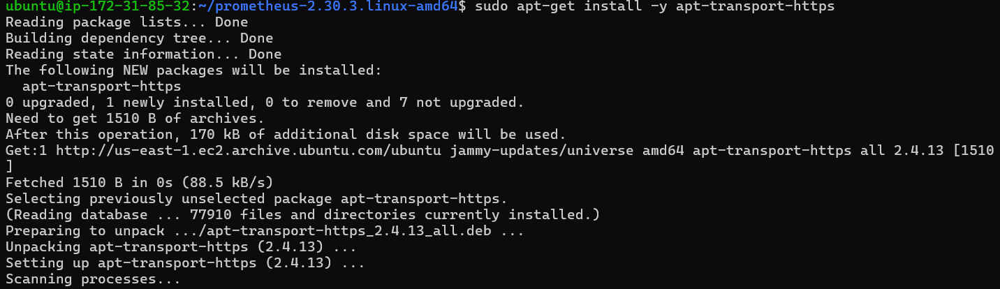 ubuntu@ip-172-31-85-32:~/prometheus-2.30.3.linux-amd64$ sudo apt-get install -y apt-transport-https
Reading package lists... Done
Building dependency tree... Done
Reading state information... Done
The following NEW packages will be installed:
  apt-transport-https
0 upgraded, 1 newly installed, 0 to remove and 7 not upgraded.
Need to get 1510 B of archives.
After this operation, 170 kB of additional disk space will be used.
Get:1 http://us-east-1.ec2.archive.ubuntu.com/ubuntu jammy-updates/universe amd64 apt-transport-https all 2.4.13 [1510
]
Fetched 1510 B in 0s (88.5 kB/s)
Selecting previously unselected package apt-transport-https.
(Reading database ... 77910 files and directories currently installed.)
Preparing to unpack .../apt-transport-https_2.4.13_all.deb ...
Unpacking apt-transport-https (2.4.13) ...
Setting up apt-transport-https (2.4.13) ...
Scanning processes...